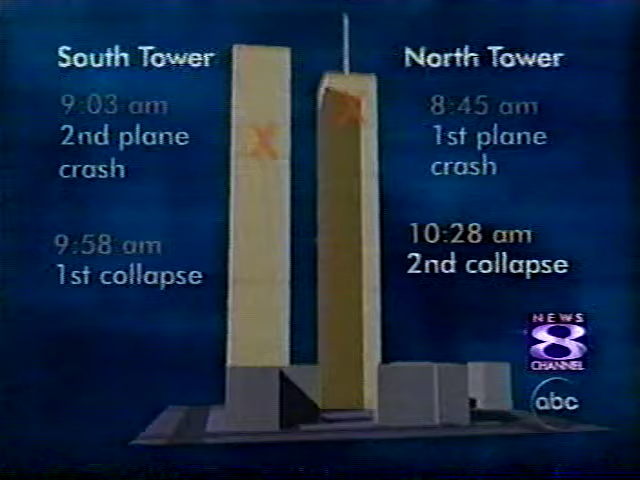 South Tower
9:03 am
2nd plane
crash
9:58 am
1st collapse
North Tower
8:45 am
1st plane
crash
10:28 am
2nd collapse
NEWS
8
CHANNEL
abc